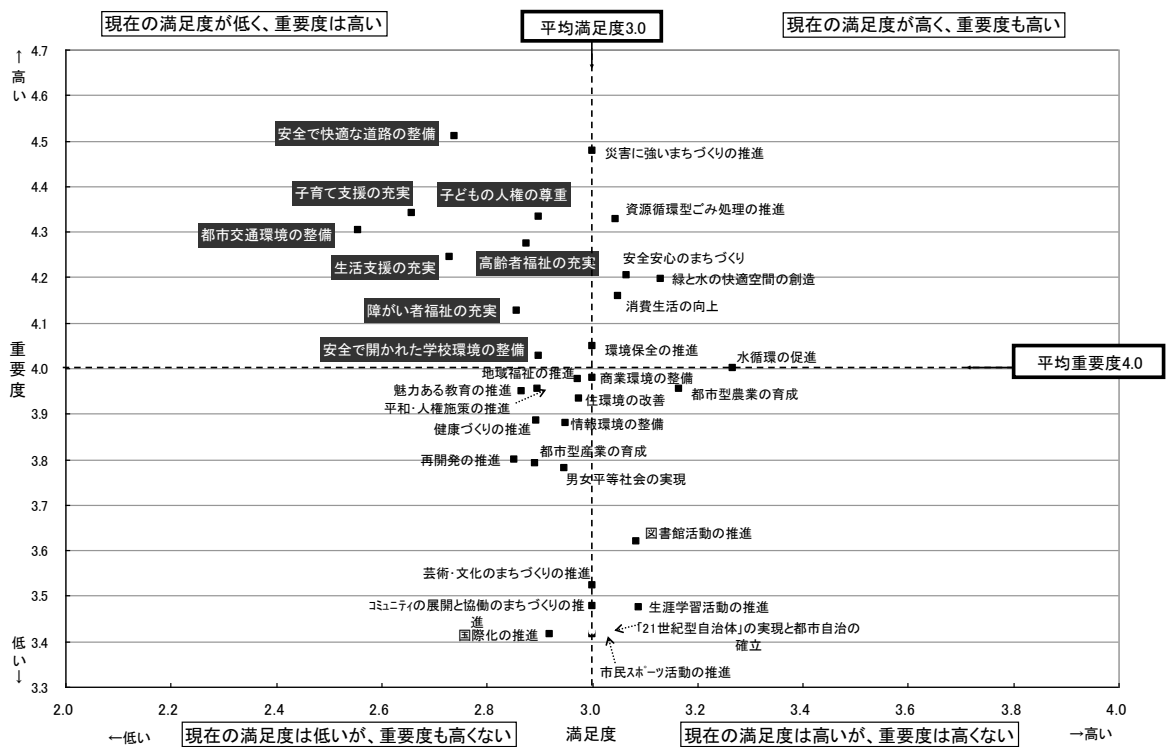 現在の満足度が低く、重要度は高い
平均満足度3.0
現在の満足度が高く、重要度も高い
↑高い
重要度
低い↓
4.7
4.6
4.5
4.4
4.3
4.2
4.1
4.0
3.9
3.8
3.7
3.6
3.5
3.4
3.3
安全で快適な道路の整備
災害に強いまちづくりの推進
子育て支援の充実
子どもの人権の尊重
資源循環型ごみ処理の推進
都市交通環境の整備
生活支援の充実
高齢者福祉の充実
安全安心のまちづくり
緑と水の快適空間の創造
消費生活の向上
障がい者福祉の充実
安全で開かれた学校環境の整備
環境保全の推進
水循環の促進
平均重要度4.0
地域福祉の推進
商業環境の整備
魅力ある教育の推進
平和・人権施策の推進
住環境の改善
都市型農業の育成
健康づくりの推進
情報環境の整備
再開発の推進
都市型産業の育成
男女平等社会の実現
図書館活動の推進
芸術・文化のまちづくりの推進
コミュニティの展開と協働のまちづくりの推
進
生涯学習活動の推進
国際化の推進
「21世紀型自治体」の実現と都市自治の
確立
市民スポーツ活動の推進
2.0
2.2
2.4
2.6
2.8
3.0
3.2
3.4
3.6
3.8
4.0
←低い
現在の満足度は低いが、重要度も高くない
満足度
現在の満足度は高いが、重要度は高くない
→高い